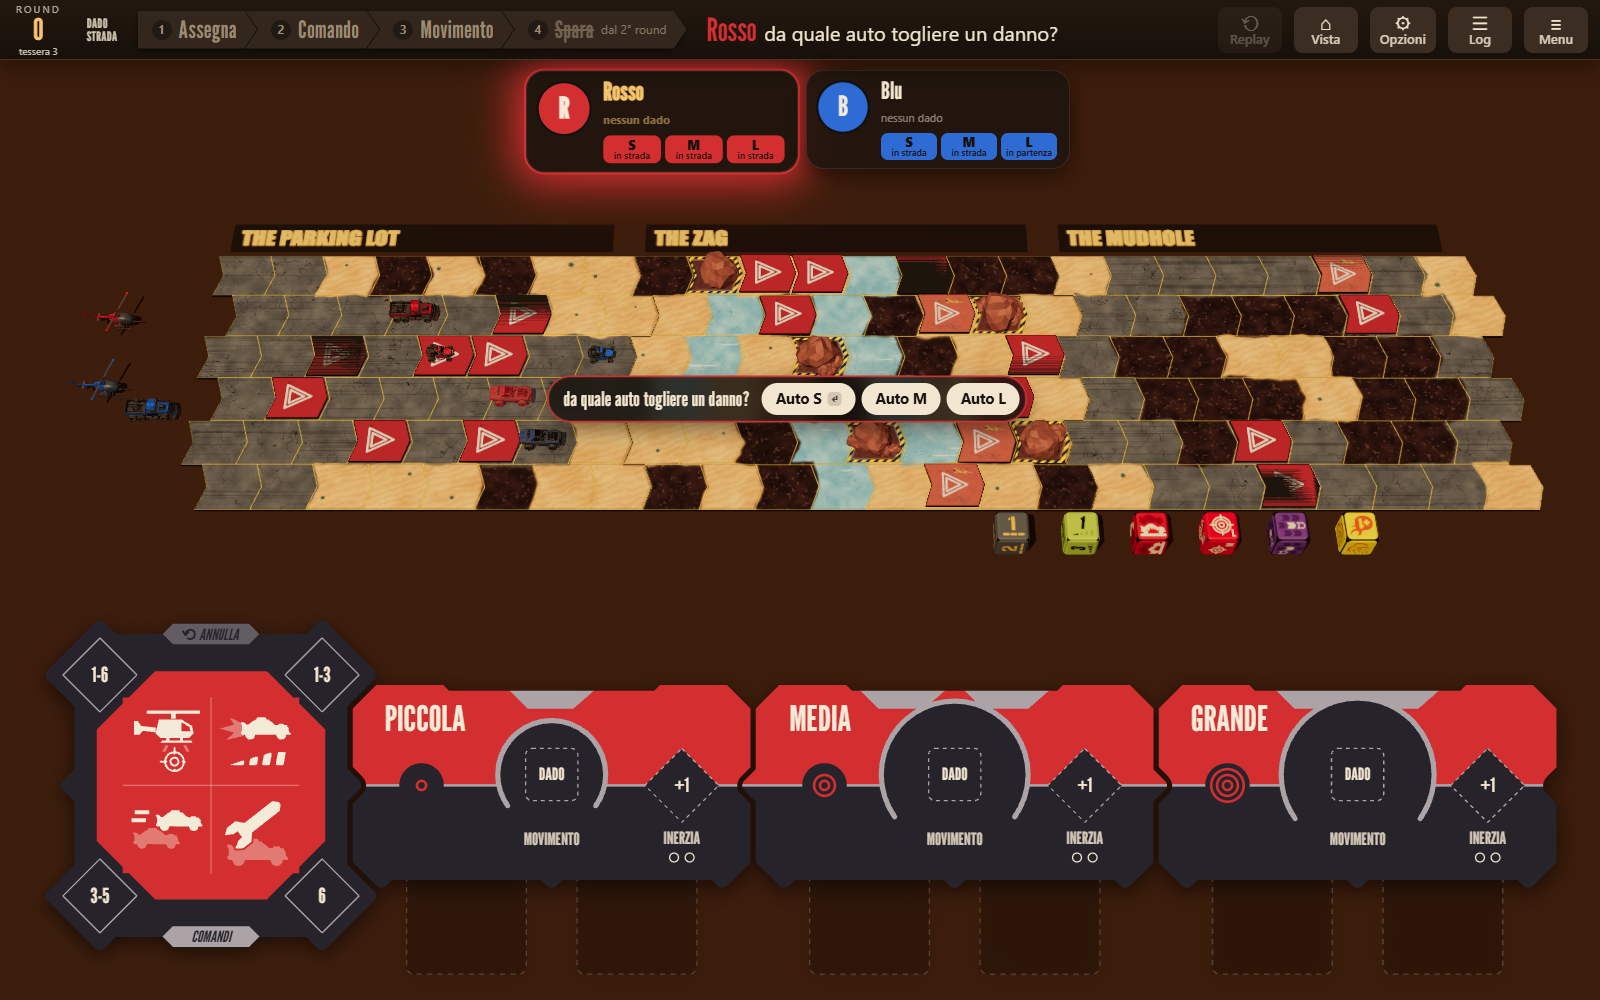 ROUND
0
tessera 3
DADO
STRADA
1 Assegna
2 Comando
3 Movimento
4 Spara dal 2° round
Rosso da quale auto togliere un danno?
Replay
Vista
Opzioni
Log
Menu
R
Rosso
nessun dado
S
in strada
M
in strada
L
in strada
B
Blu
nessun dado
S
in strada
M
in strada
L
in partenza
THE PARKING LOT
THE ZAG
THE MUDHOLE
da quale auto togliere un danno?
Auto S
Auto M
Auto L
1
1
ANNULLA
1-6
1-3
3-5
6
COMANDI
PICCOLA
DADO
+1
MOVIMENTO
INERZIA
MEDIA
DADO
+1
MOVIMENTO
INERZIA
GRANDE
DADO
+1
MOVIMENTO
INERZIA